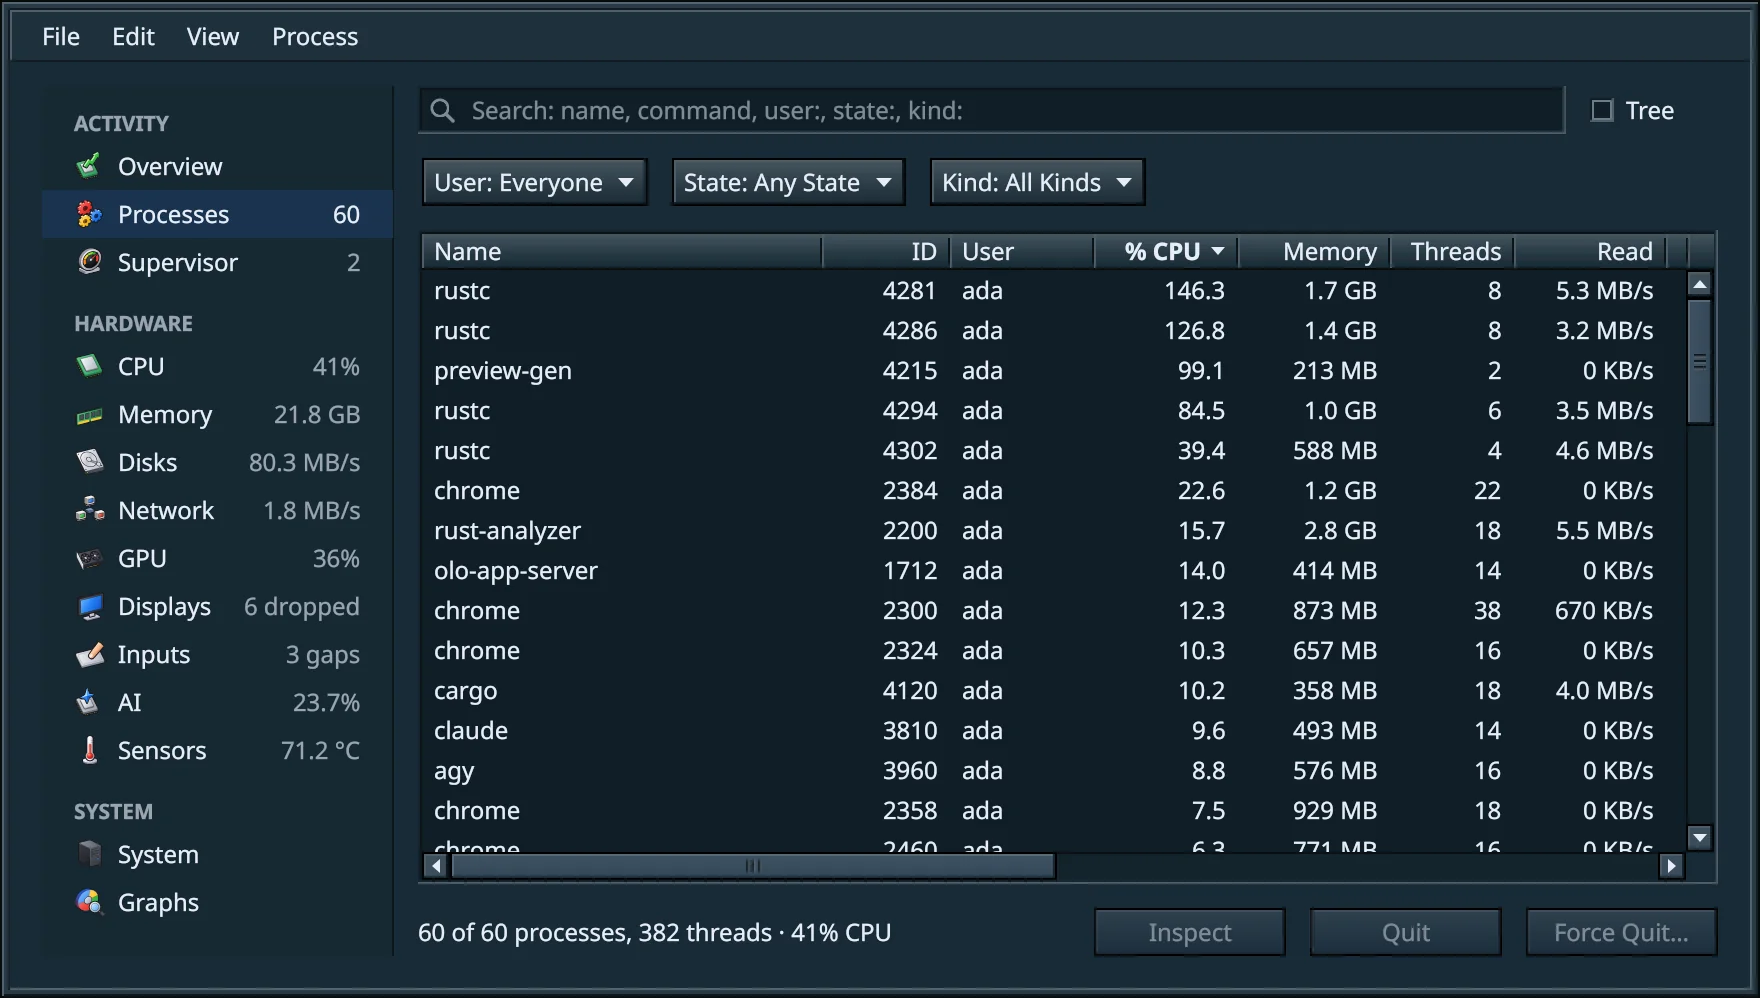 File Edit View Process
ACTIVITY
Overview
Processes 60
Supervisor 2
HARDWARE
CPU 41%
Memory 21.8 GB
Disks 80.3 MB/s
Network 1.8 MB/s
GPU 36%
Displays 6 dropped
Inputs 3 gaps
AI 23.7%
Sensors 71.2 °C
SYSTEM
System
Graphs
Search: name, command, user:, state:, kind:
Tree
User: Everyone State: Any State Kind: All Kinds
Name ID User % CPU Memory Threads Read
rustc 4281 ada 146.3 1.7 GB 8 5.3 MB/s
rustc 4286 ada 126.8 1.4 GB 8 3.2 MB/s
preview-gen 4215 ada 99.1 213 MB 2 0 KB/s
rustc 4294 ada 84.5 1.0 GB 6 3.5 MB/s
rustc 4302 ada 39.4 588 MB 4 4.6 MB/s
chrome 2384 ada 22.6 1.2 GB 22 0 KB/s
rust-analyzer 2200 ada 15.7 2.8 GB 18 5.5 MB/s
olo-app-server 1712 ada 14.0 414 MB 14 0 KB/s
chrome 2300 ada 12.3 873 MB 38 670 KB/s
chrome 2324 ada 10.3 657 MB 16 0 KB/s
cargo 4120 ada 10.2 358 MB 18 4.0 MB/s
claude 3810 ada 9.6 493 MB 14 0 KB/s
agy 3960 ada 8.8 576 MB 16 0 KB/s
chrome 2358 ada 7.5 929 MB 18 0 KB/s
chrome 2460 ada 6.3 771 MB 16 0 KB/s
60 of 60 processes, 382 threads · 41% CPU
Inspect Quit Force Quit...